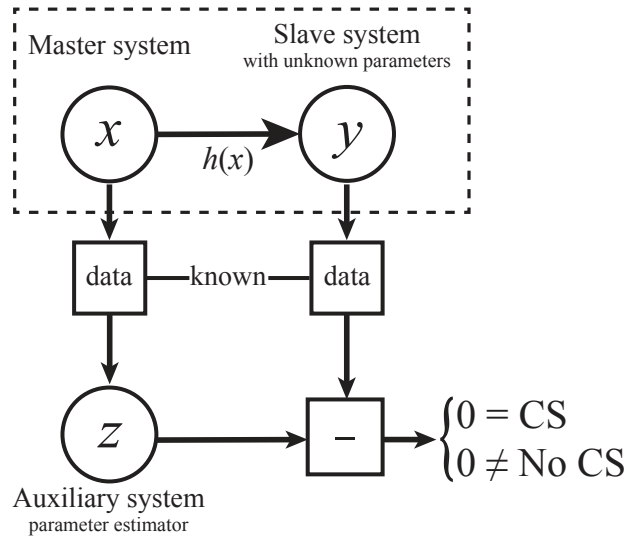 Master system
Slave system
with unknown parameters
x
h(x)
y
data
known
data
z
–
0 = CS
0 ≠ No CS
Auxiliary system
parameter estimator